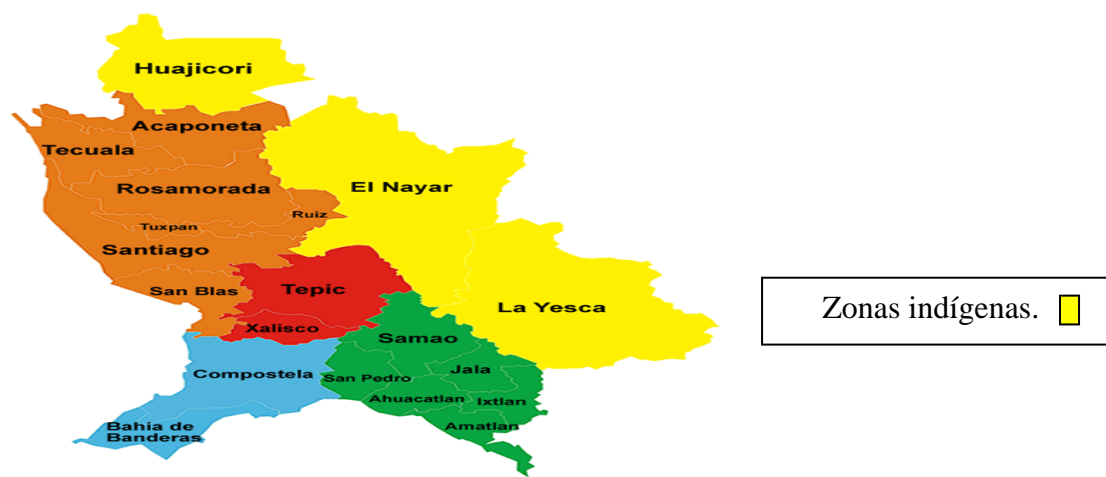 Huajicori
Acaponeta
Tecuala
Rosamorada
El Nayar
Ruiz
Tuxpan
Santiago
San Blas
Tepic
La Yesca
Zonas indígenas.
Xalisco
Samao
Compostela
San Pedro
Jala
Ahuacatlan
Ixtlan
Bahia de
Banderas
Amatlan